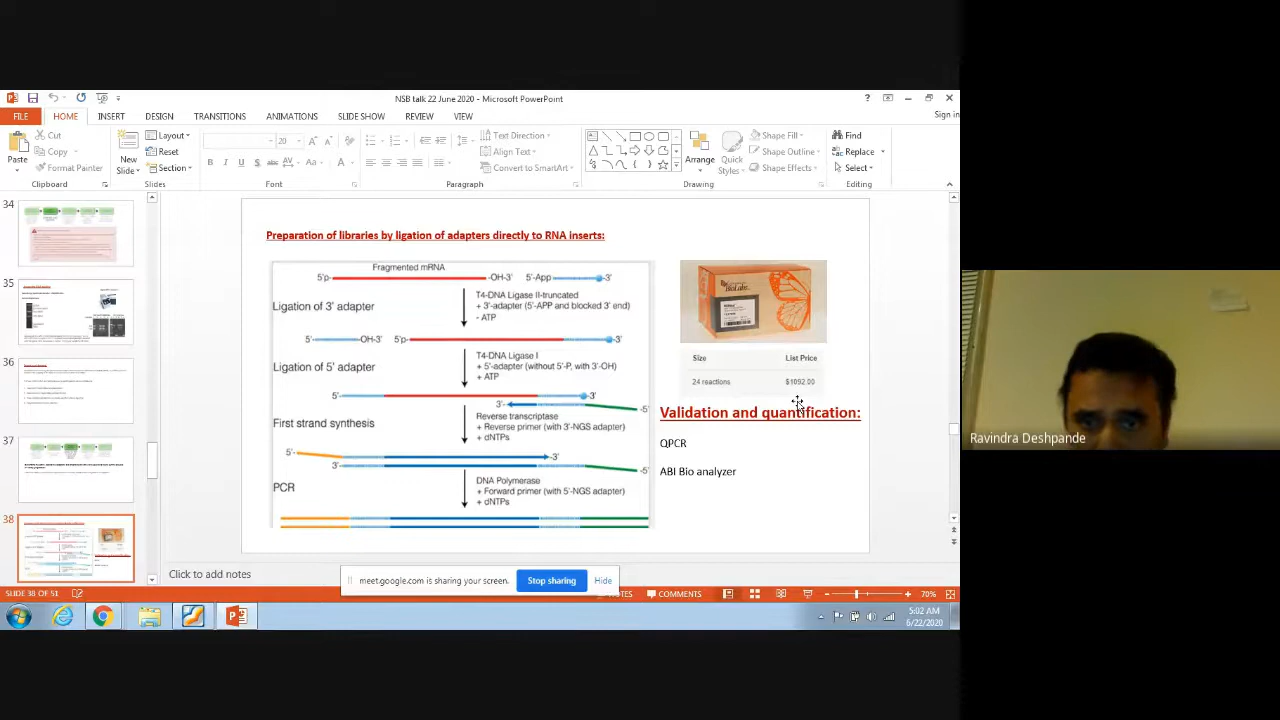 NSB talk 22 June 2020 - Microsoft PowerPoint
Sign in
FILE HOME INSERT DESIGN TRANSITIONS ANIMATIONS SLIDE SHOW REVIEW VIEW
Paste
Cut
Copy
Format Painter
Clipboard
New Slide
Layout
Reset
Section
Slides
20
Font
Text Direction
Align Text
Convert to SmartArt
Paragraph
Arrange
Quick Styles
Shape Fill
Shape Outline
Shape Effects
Drawing
Find
Replace
Select
Editing
34
35
36
37
38
Preparation of libraries by ligation of adapters directly to RNA inserts:
Fragmented mRNA
5'p- -OH-3' 5'-App -3'
Ligation of 3' adapter
T4-DNA Ligase II-truncated
+ 3'-adapter (5'-APP and blocked 3' end)
- ATP
5'- -OH-3' 5'p- -3'
Ligation of 5' adapter
T4-DNA Ligase I
+ 5'-adapter (without 5'-P, with 3'-OH)
+ ATP
5'- -3'
3'- -5'
First strand synthesis
Reverse transcriptase
+ Reverse primer (with 3'-NGS adapter)
+ dNTPs
5'- -3'
3'- -5'
PCR
DNA Polymerase
+ Forward primer (with 5'-NGS adapter)
+ dNTPs
Size List Price
24 reactions $1092.00
Validation and quantification:
QPCR
ABI Bio analyzer
Click to add notes
meet.google.com is sharing your screen. Stop sharing Hide
SLIDE 38 OF 51
COMMENTS
70%
5:02 AM
6/22/2020
Ravindra Deshpande